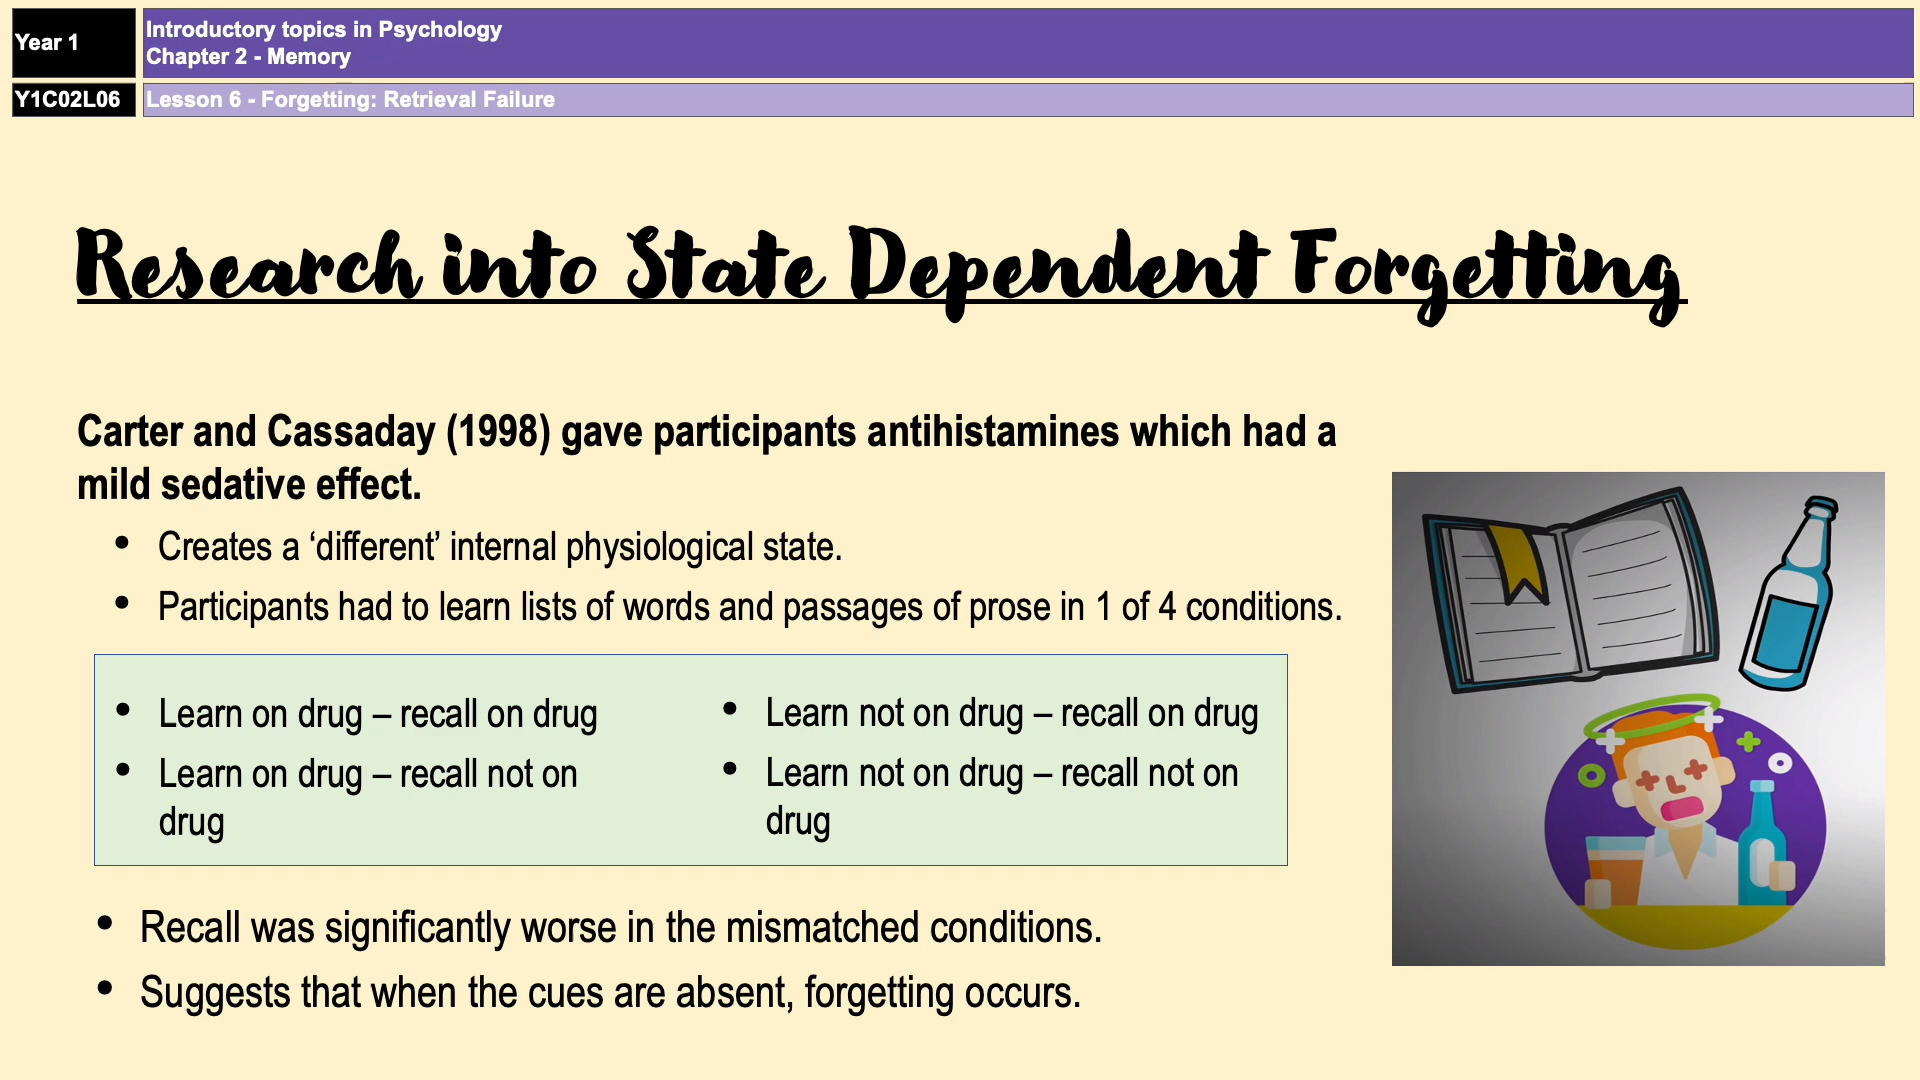 Year 1
Introductory topics in Psychology
Chapter 2 - Memory
Y1C02L06
Lesson 6 - Forgetting: Retrieval Failure
Research into State Dependent Forgetting
Carter and Cassaday (1998) gave participants antihistamines which had a
mild sedative effect.
• Creates a ‘different’ internal physiological state.
• Participants had to learn lists of words and passages of prose in 1 of 4 conditions.
• Learn on drug – recall on drug
• Learn on drug – recall not on
drug
• Learn not on drug – recall on drug
• Learn not on drug – recall not on
drug
• Recall was significantly worse in the mismatched conditions.
• Suggests that when the cues are absent, forgetting occurs.